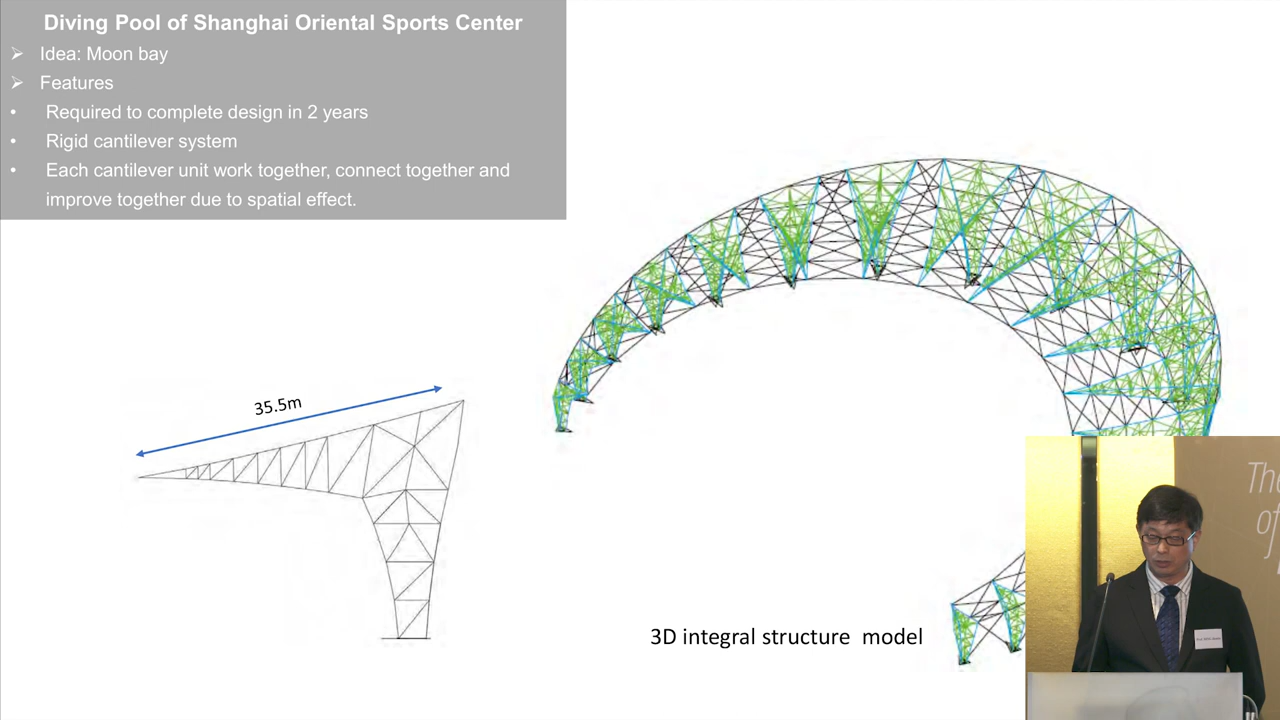 Diving Pool of Shanghai Oriental Sports Center
Idea: Moon bay
Features
Required to complete design in 2 years
Rigid cantilever system
Each cantilever unit work together, connect together and
improve together due to spatial effect.
35.5m
3D integral structure model
The
of